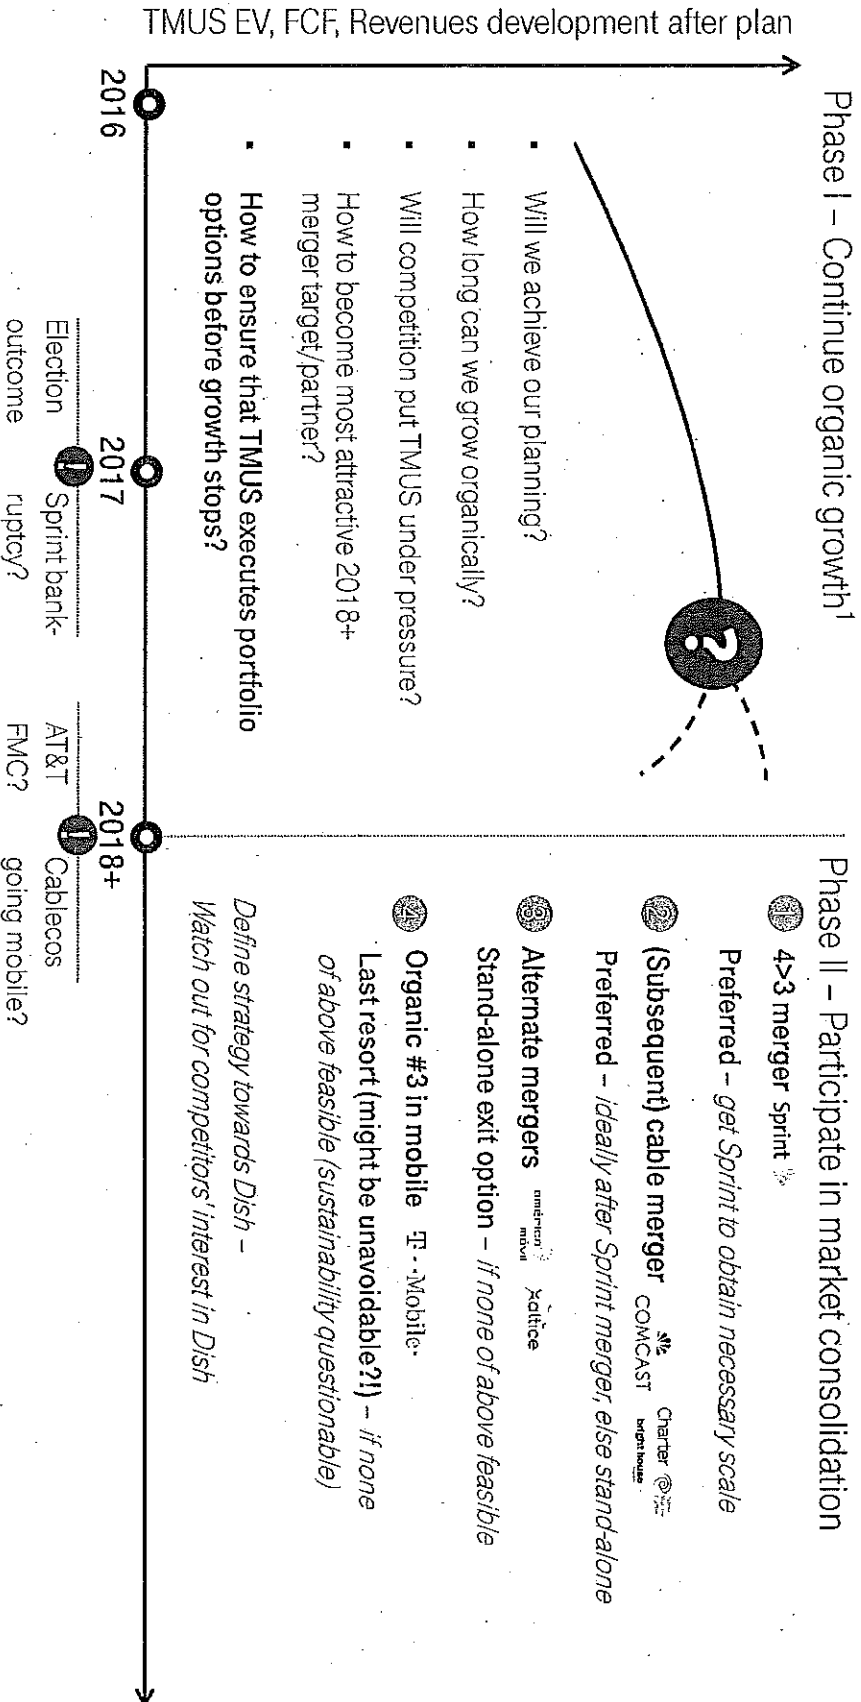 TMUS EV, FCF, Revenues development after plan
Phase I – Continue organic growth¹
?
▪ Will we achieve our planning?
▪ How long can we grow organically?
▪ Will competition put TMUS under pressure?
▪ How to become most attractive 2018+
merger target/partner?
▪ How to ensure that TMUS executes portfolio
options before growth stops?
Phase II – Participate in market consolidation
1 4>3 merger Sprint
Preferred – get Sprint to obtain necessary scale
2 (Subsequent) cable merger COMCAST Charter bright house
Preferred – ideally after Sprint merger, else stand-alone
3 Alternate mergers américa móvil altice
Stand-alone exit option – if none of above feasible
4 Organic #3 in mobile T··Mobile·
Last resort (might be unavoidable?!) – if none
of above feasible (sustainability questionable)
Define strategy towards Dish –
Watch out for competitors' interest in Dish
2016
2017
2018+
Election
outcome
!
Sprint bank-
ruptcy?
AT&T
FMC?
!
Cablecos
going mobile?